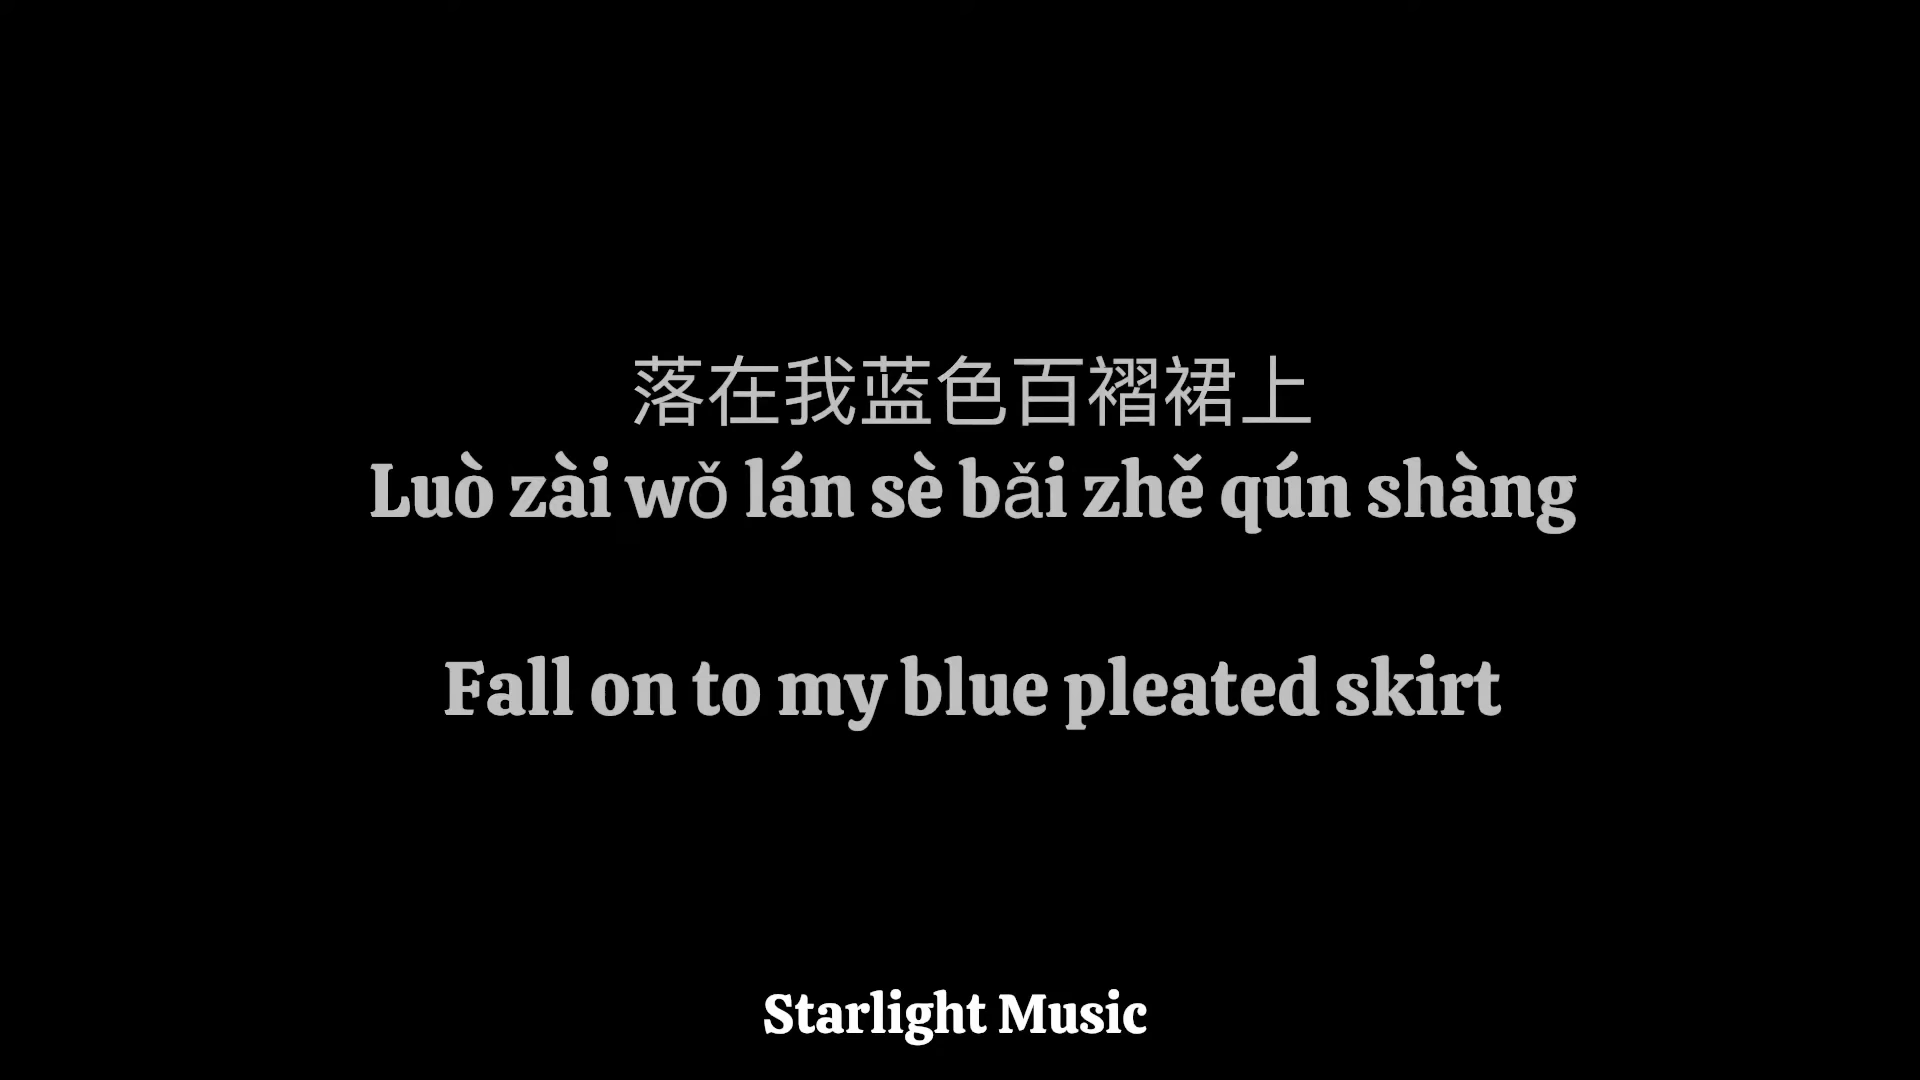 落在我蓝色百褶裙上
Luò zài wǒ lán sè bǎi zhě qún shàng
Fall on to my blue pleated skirt
Starlight Music